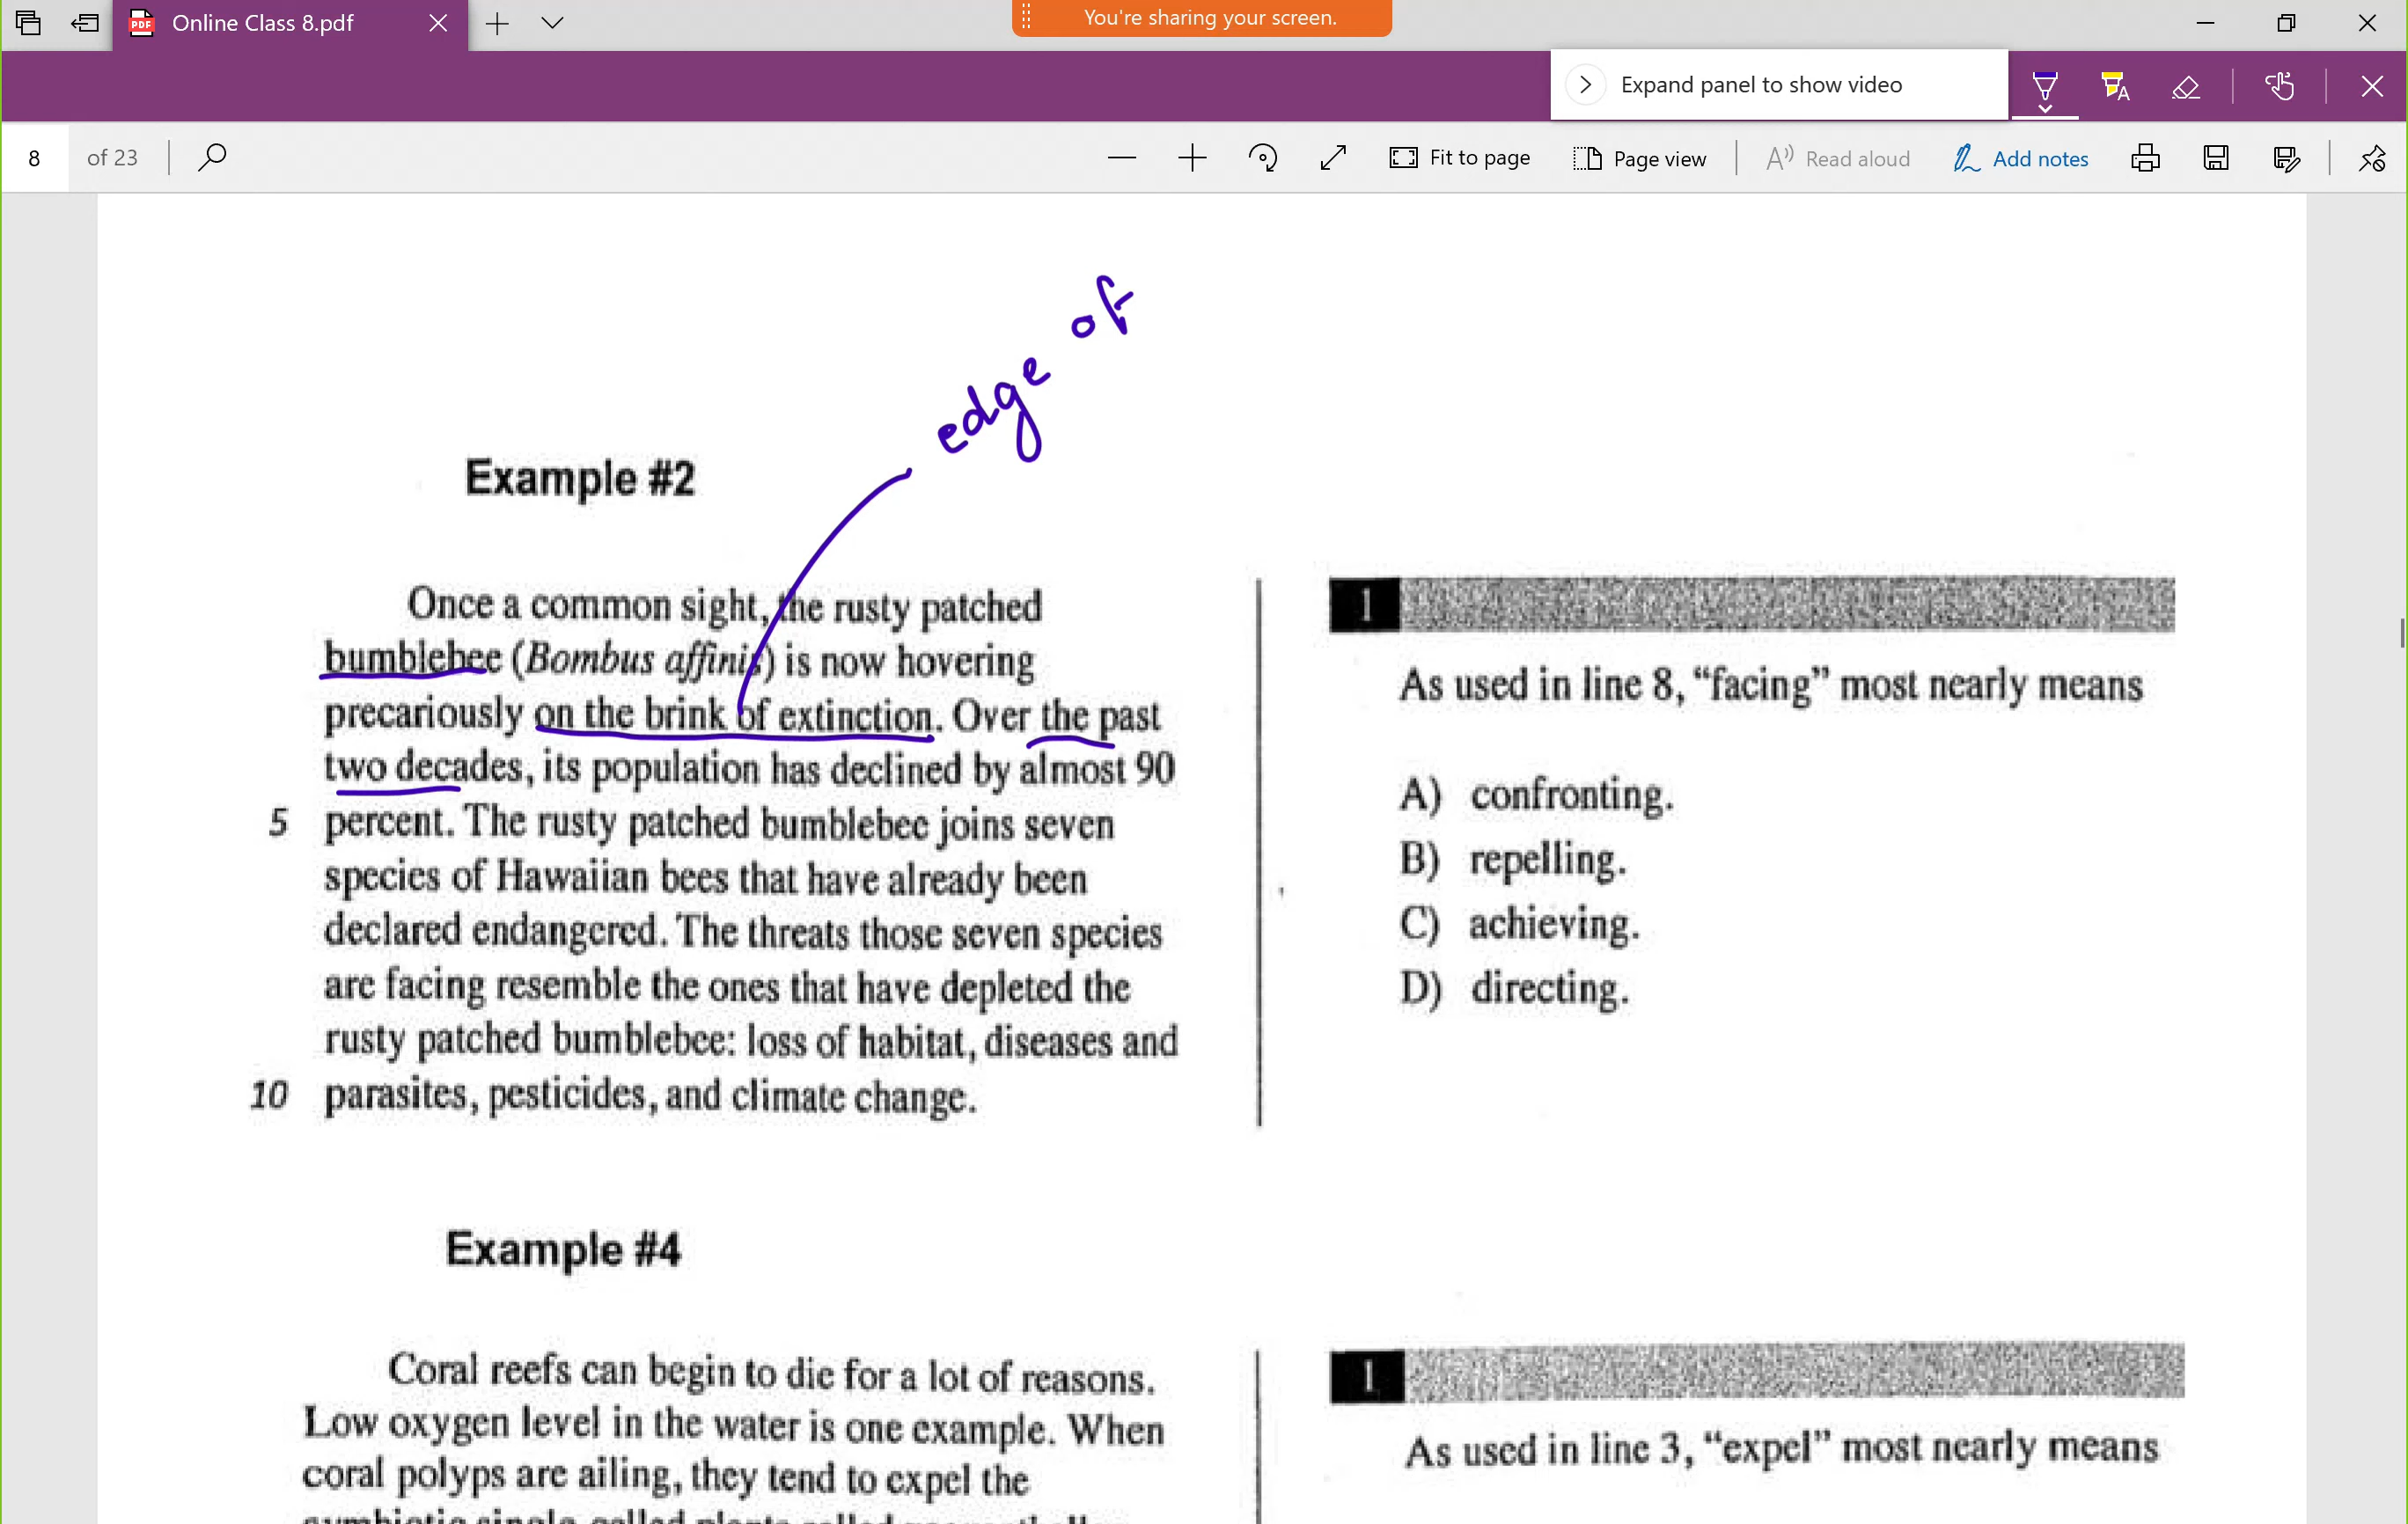 Online Class 8.pdf
You're sharing your screen.
Expand panel to show video
8 of 23
Fit to page
Page view
Read aloud
Add notes
edge of
Example #2
Once a common sight, the rusty patched
bumblebee (Bombus affinis) is now hovering
precariously on the brink of extinction. Over the past
two decades, its population has declined by almost 90
5 percent. The rusty patched bumblebee joins seven
species of Hawaiian bees that have already been
declared endangered. The threats those seven species
are facing resemble the ones that have depleted the
rusty patched bumblebee: loss of habitat, diseases and
10 parasites, pesticides, and climate change.
1
As used in line 8, “facing” most nearly means
A) confronting.
B) repelling.
C) achieving.
D) directing.
Example #4
Coral reefs can begin to die for a lot of reasons.
Low oxygen level in the water is one example. When
coral polyps are ailing, they tend to expel the
1
As used in line 3, “expel” most nearly means